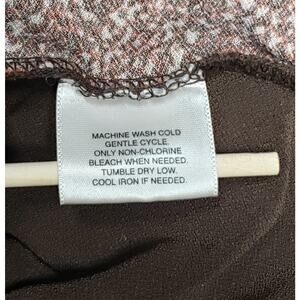 MACHINE WASH COLD
GENTLE CYCLE.
ONLY NON-CHLORINE
BLEACH WHEN NEEDED.
TUMBLE DRY LOW.
COOL IRON IF NEEDED.